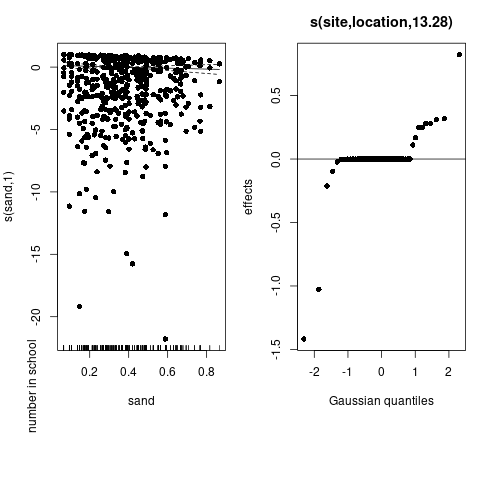 s(site,location,13.28)
s(sand,1)
0
-5
-10
-15
-20
number in school
0.2 0.4 0.6 0.8
sand
effects
0.5
0.0
-0.5
-1.0
-1.5
-2 -1 0 1 2
Gaussian quantiles